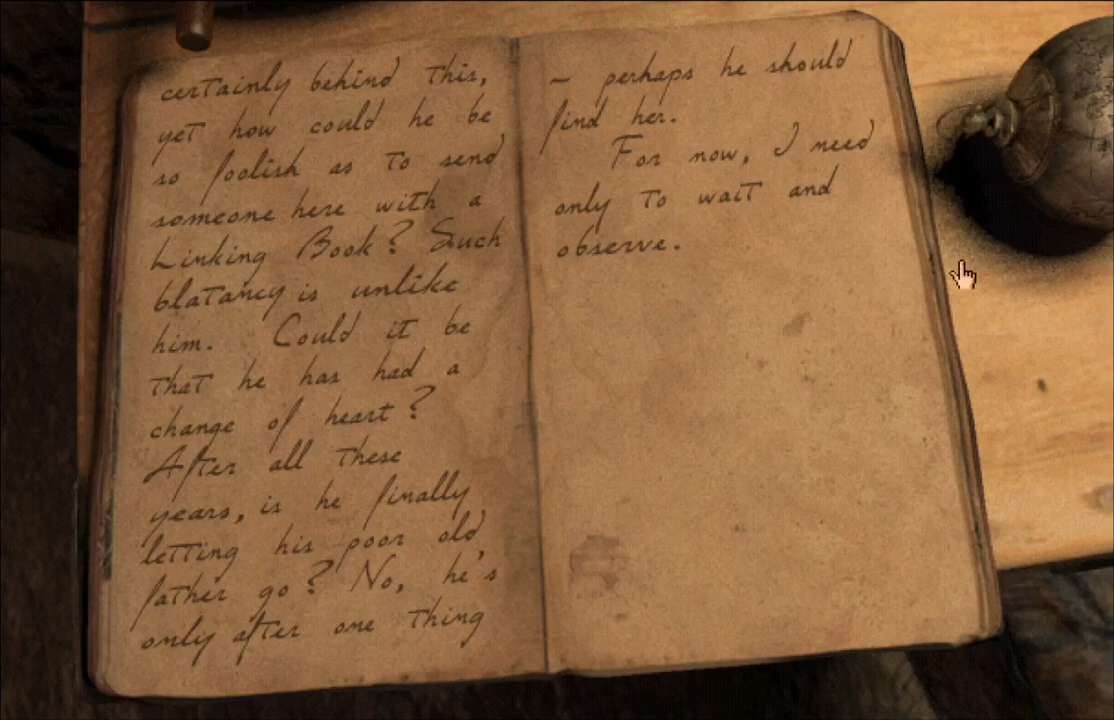 certainly behind this,
yet how could he be
so foolish as to send
someone here with a
Linking Book? Such
blatancy is unlike
him. Could it be
that he has had a
change of heart?
After all these
years, is he finally
letting his poor old
father go? No, he's
only after one thing
- perhaps he should
find her.
For now, I need
only to wait and
observe.